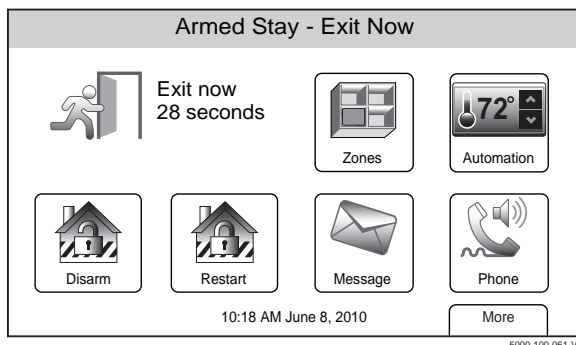 Armed Stay - Exit Now
Exit now
28 seconds
72°
Zones
Automation
Disarm
Restart
Message
Phone
10:18 AM June 8, 2010
More